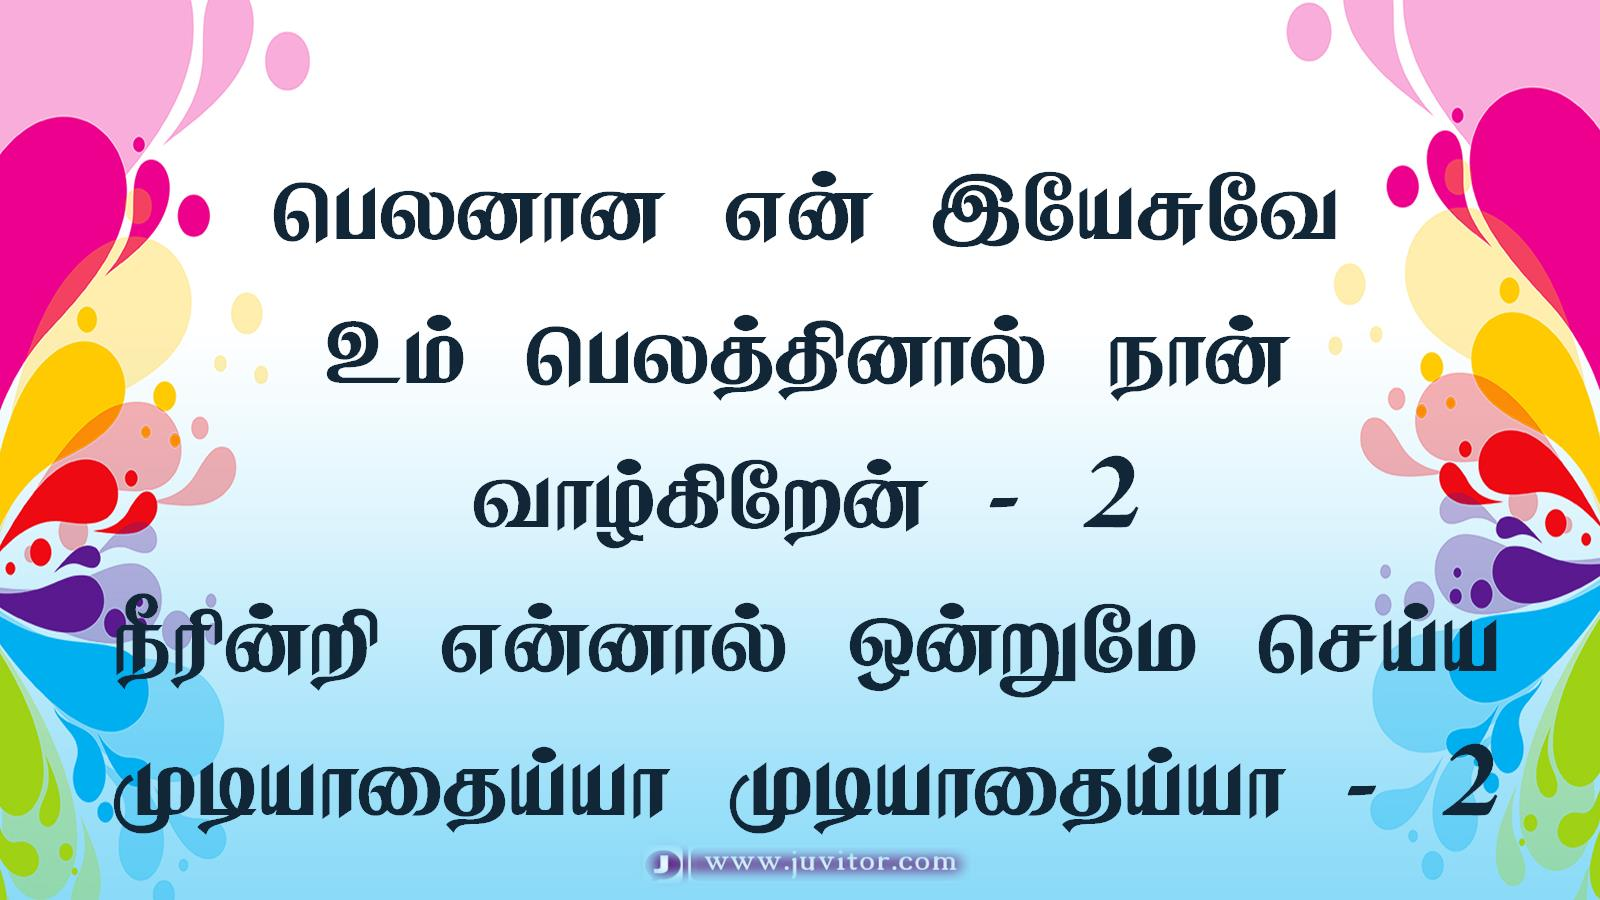 பெலனான என் இயேசுவே
உம் பெலத்தினால் நான்
வாழ்கிறேன் - 2
நீரின்றி என்னால் ஒன்றுமே செய்ய
முடியாதைய்யா முடியாதைய்யா - 2
J | www.juvitor.com